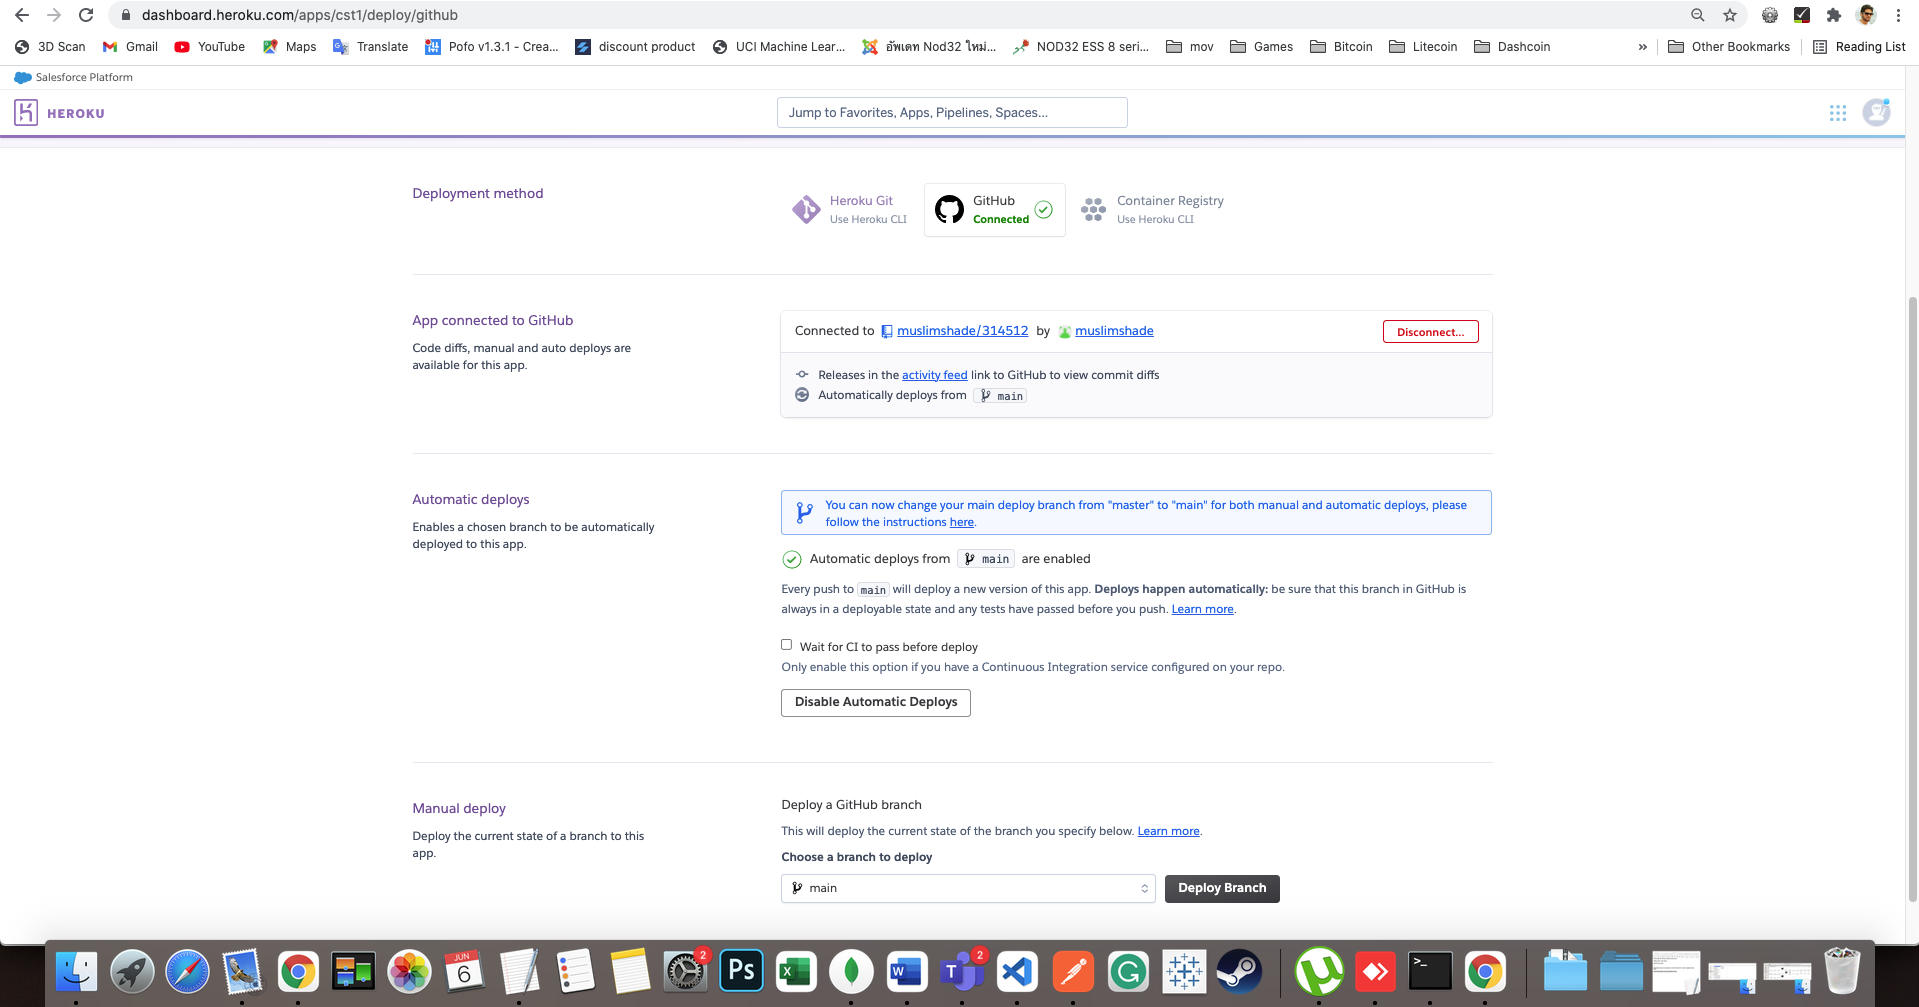 dashboard.heroku.com/apps/cst1/deploy/github
3D Scan Gmail YouTube Maps Translate Pofo v1.3.1 - Crea... discount product UCI Machine Lear... อัพเดท Nod32 ใหม่... NOD32 ESS 8 seri... mov Games Bitcoin Litecoin Dashcoin » Other Bookmarks Reading List
Salesforce Platform
HEROKU
Jump to Favorites, Apps, Pipelines, Spaces...
Deployment method
Heroku Git
Use Heroku CLI
GitHub
Connected
Container Registry
Use Heroku CLI
App connected to GitHub
Code diffs, manual and auto deploys are
available for this app.
Connected to muslimshade/314512 by muslimshade
Disconnect...
Releases in the activity feed link to GitHub to view commit diffs
Automatically deploys from main
Automatic deploys
Enables a chosen branch to be automatically
deployed to this app.
You can now change your main deploy branch from "master" to "main" for both manual and automatic deploys, please
follow the instructions here.
Automatic deploys from main are enabled
Every push to main will deploy a new version of this app. Deploys happen automatically: be sure that this branch in GitHub is
always in a deployable state and any tests have passed before you push. Learn more.
Wait for CI to pass before deploy
Only enable this option if you have a Continuous Integration service configured on your repo.
Disable Automatic Deploys
Manual deploy
Deploy the current state of a branch to this
app.
Deploy a GitHub branch
This will deploy the current state of the branch you specify below. Learn more.
Choose a branch to deploy
main
Deploy Branch
JUN
6
2
Ps
X
W
T
2
G
µ
>_